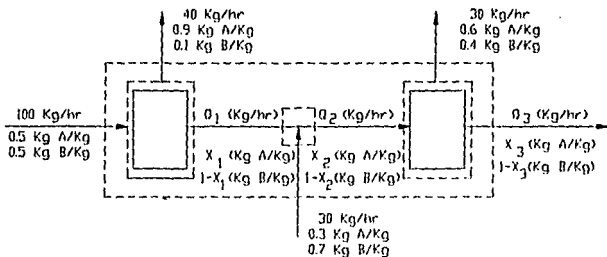 40 Kg/hr
0.9 Kg A/Kg
0.1 Kg B/Kg
30 Kg/hr
0.6 Kg A/Kg
0.4 Kg B/Kg
100 Kg/hr
0.5 Kg A/Kg
0.5 Kg B/Kg
Q1 (Kg/hr)
X1 (Kg A/Kg)
1-X1(Kg B/Kg)
Q2 (Kg/hr)
X2 (Kg A/Kg)
1-X2(Kg B/Kg)
Q3 (Kg/hr)
X3 (Kg A/Kg)
1-X3(Kg B/Kg)
30 Kg/hr
0.3 Kg A/Kg
0.7 Kg B/Kg